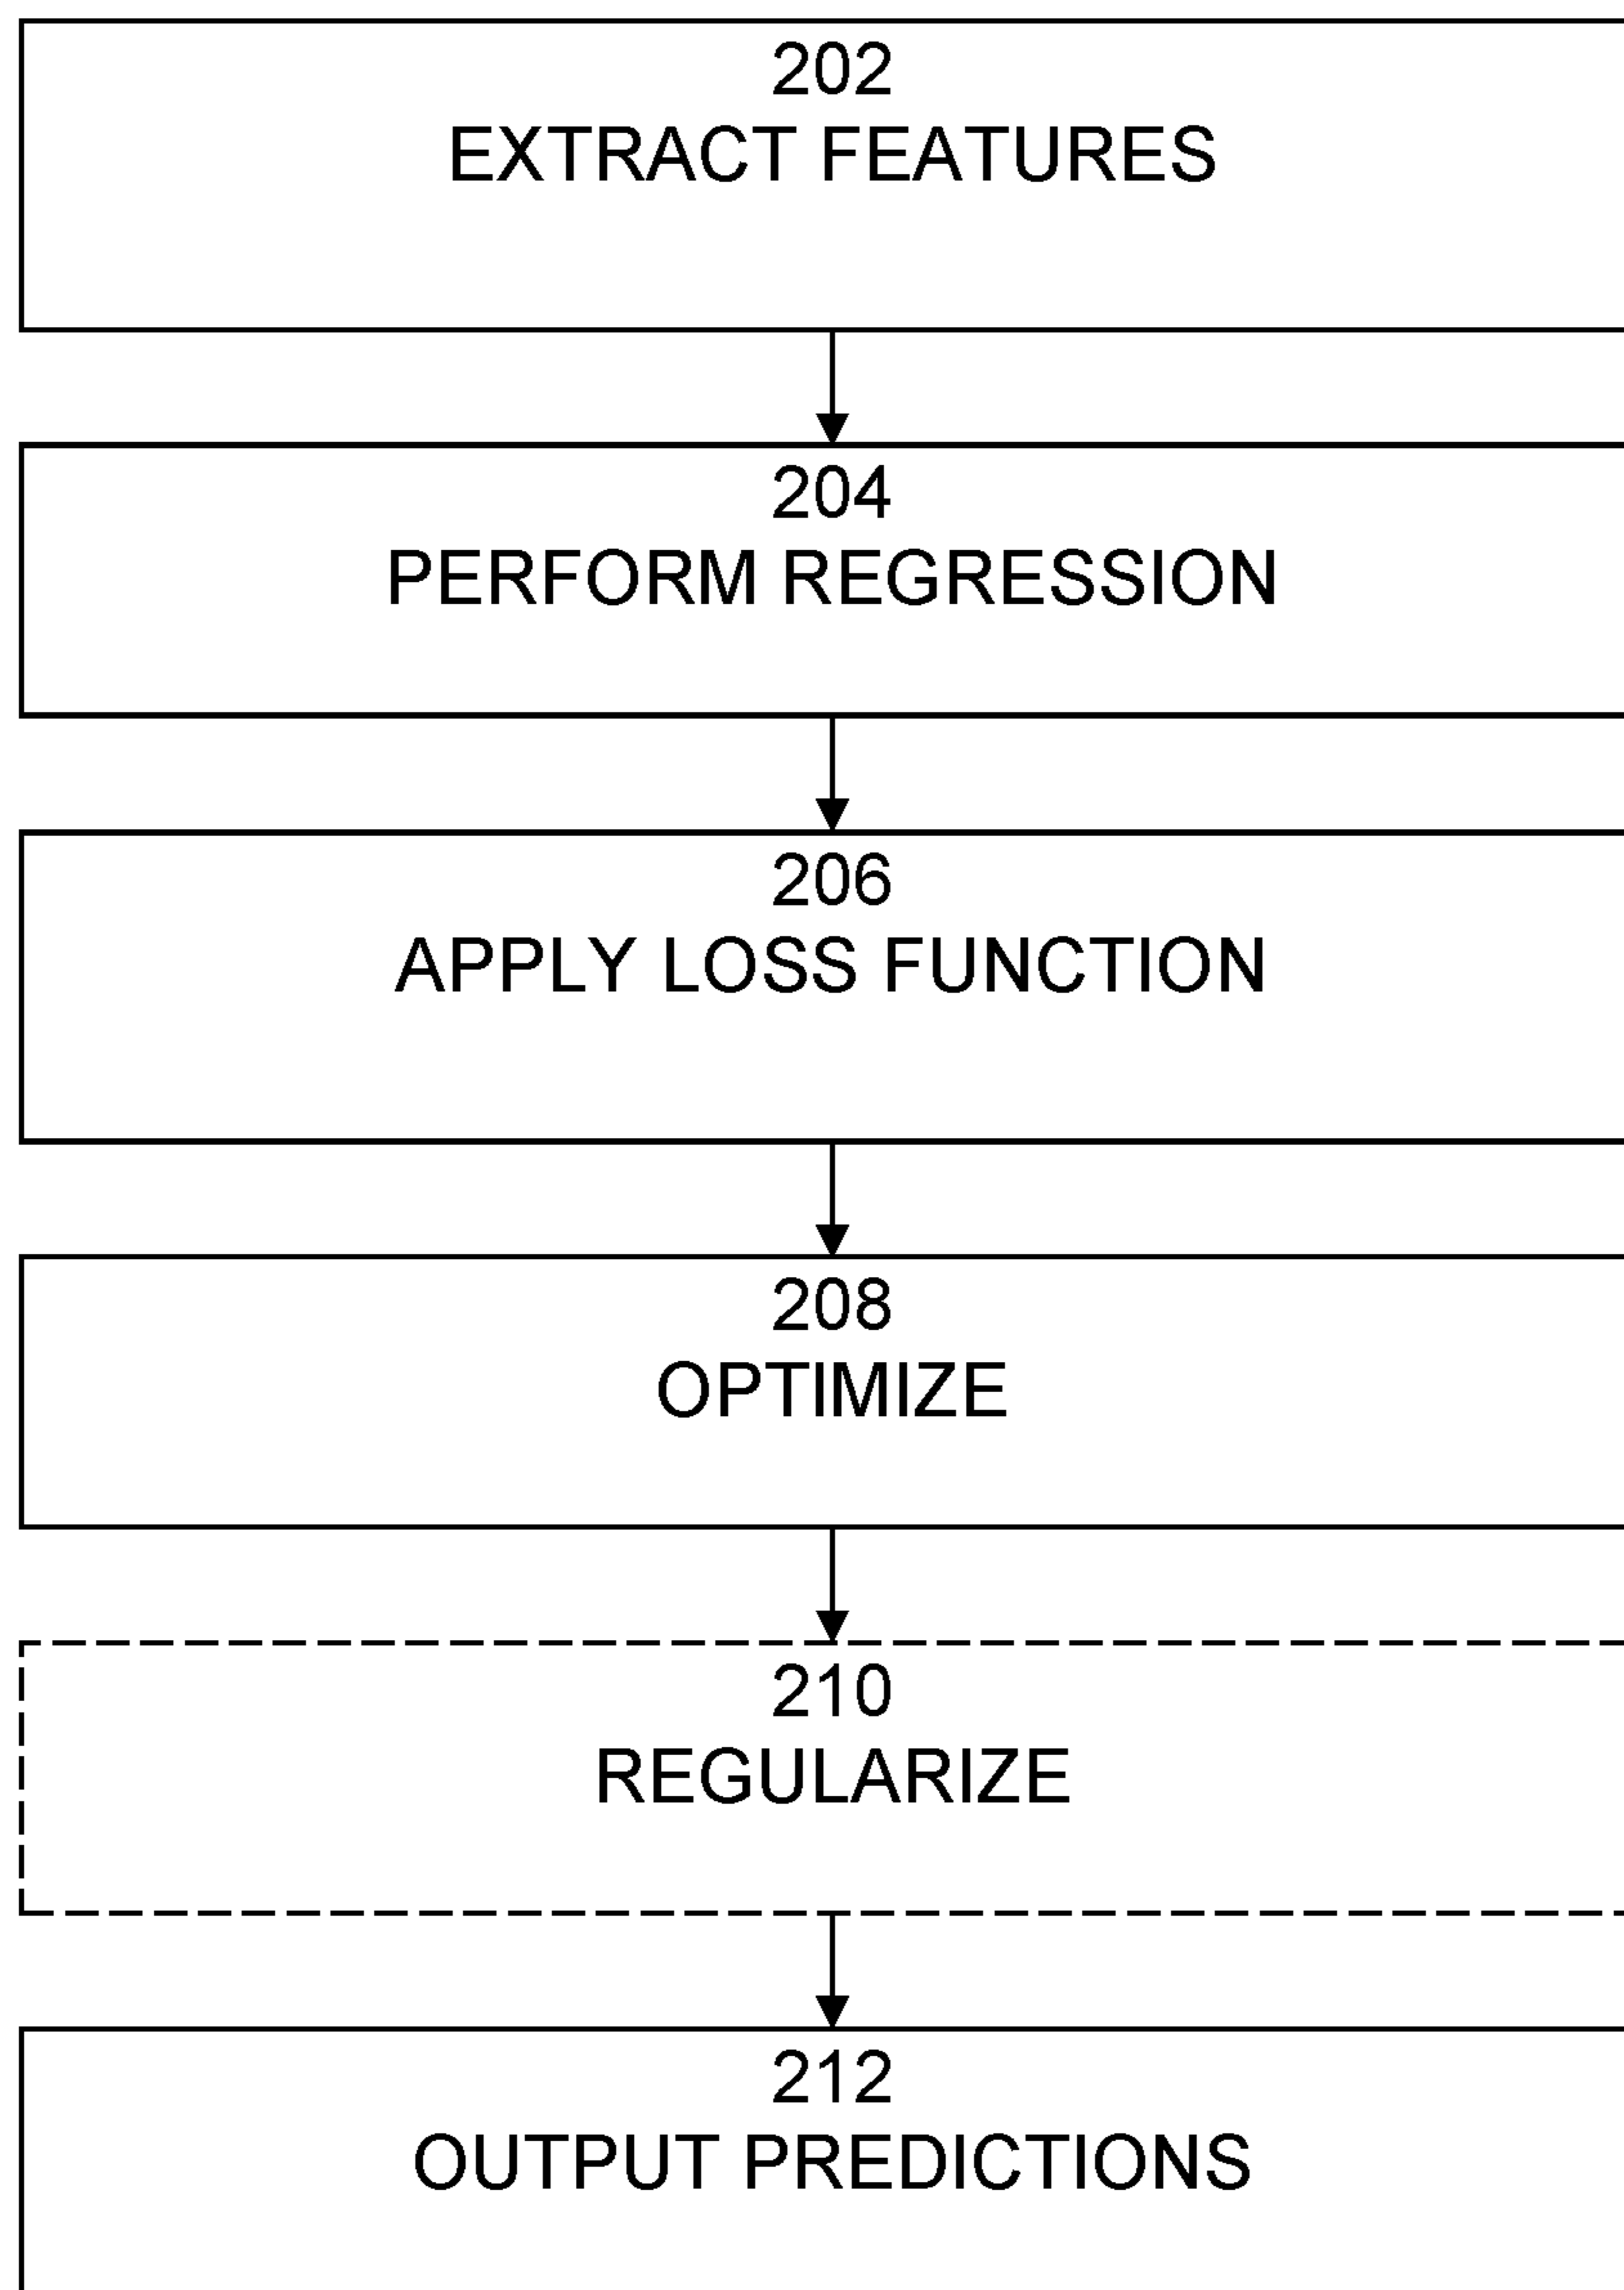 202
EXTRACT FEATURES
204
PERFORM REGRESSION
206
APPLY LOSS FUNCTION
208
OPTIMIZE
210
REGULARIZE
212
OUTPUT PREDICTIONS